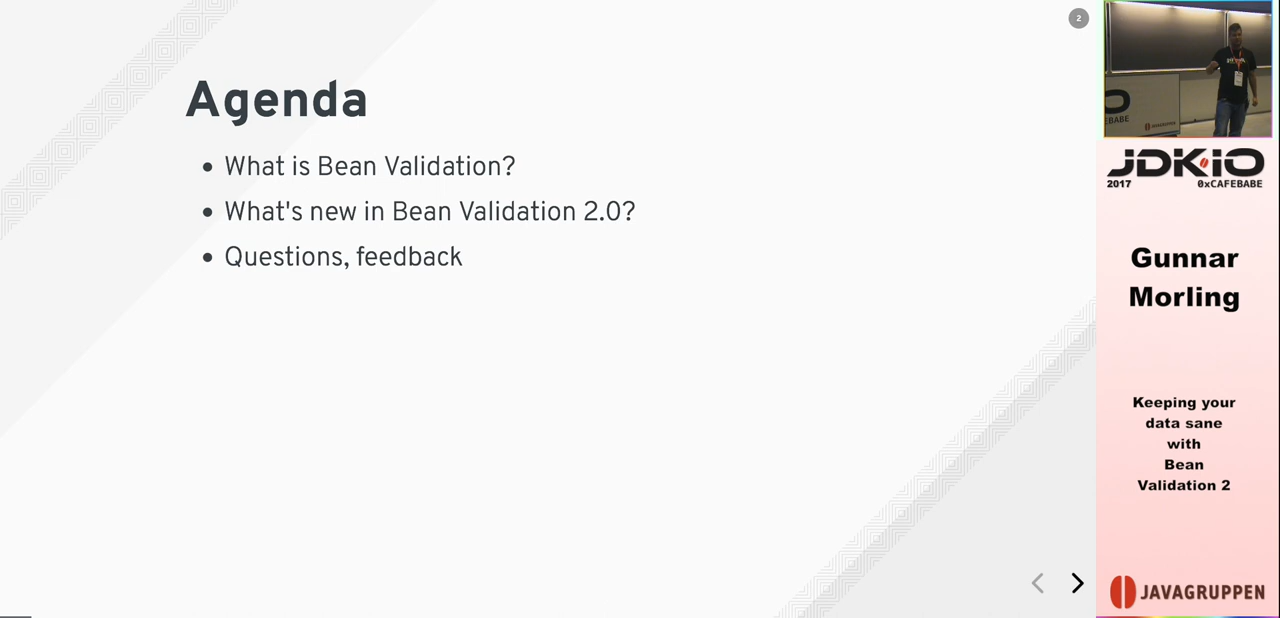 2
Agenda
What is Bean Validation?
What's new in Bean Validation 2.0?
Questions, feedback
JDK.IO
2017 0xCAFEBABE
Gunnar
Morling
Keeping your
data sane
with
Bean
Validation 2
JAVAGRUPPEN